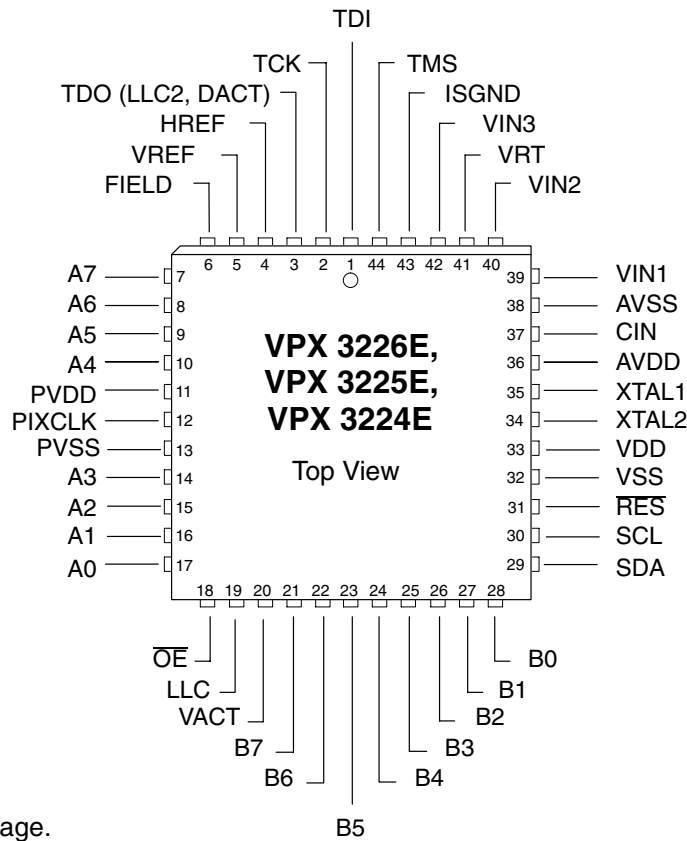 TDI
TCK
TMS
TDO (LLC2, DACT)
ISGND
HREF
VIN3
VREF
VRT
FIELD
VIN2
6 5 4 3 2 1 44 43 42 41 40
A7 7 39 VIN1
A6 8 38 AVSS
A5 9 37 CIN
A4 10 36 AVDD
PVDD 11 35 XTAL1
PIXCLK 12 34 XTAL2
PVSS 13 33 VDD
A3 14 32 VSS
A2 15 31 R̅E̅S̅
A1 16 30 SCL
A0 17 29 SDA
VPX 3226E,
VPX 3225E,
VPX 3224E
Top View
18 19 20 21 22 23 24 25 26 27 28
O̅E̅
B0
LLC
B1
VACT
B2
B7
B3
B6
B4
age.
B5